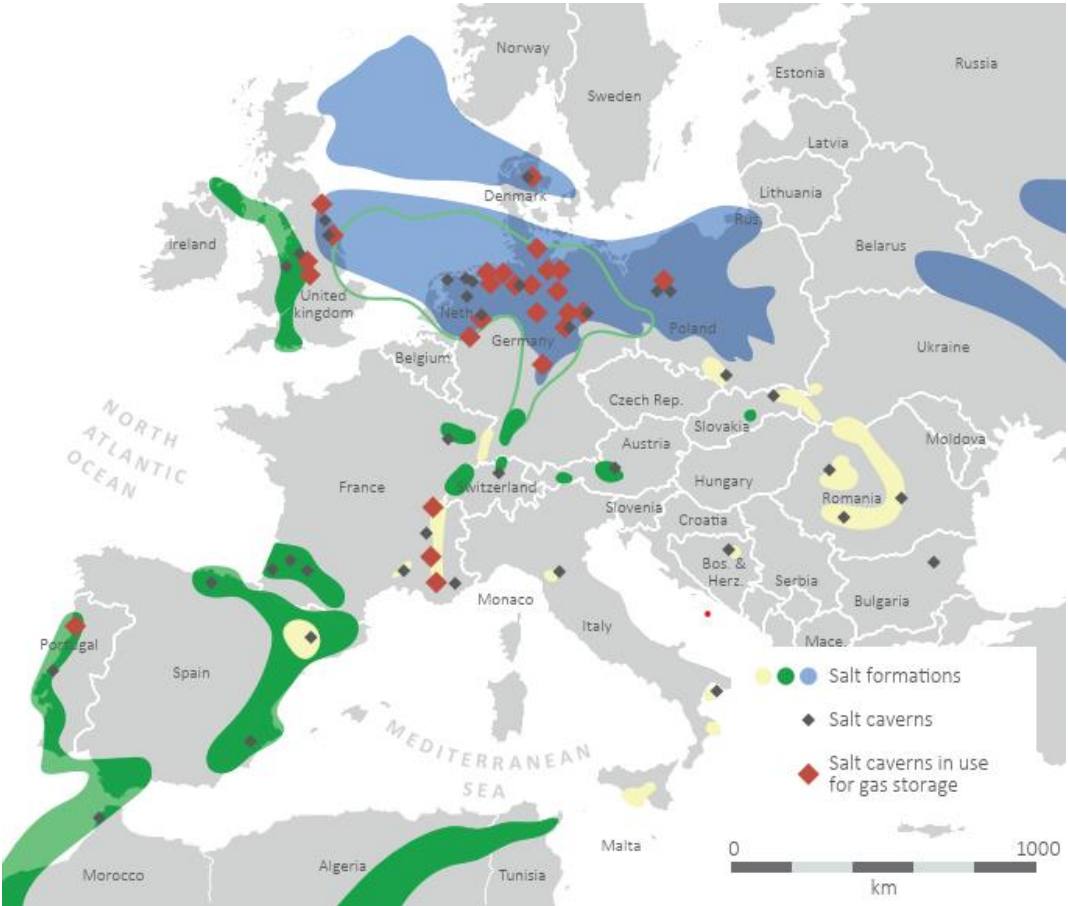 Norway
Russia
Estonia
Sweden
Latvia
Denmark
Lithuania
Rus.
Ireland
Belarus
United
kingdom
Neth.
Poland
Germany
Ukraine
Belgium
Czech Rep.
NORTH
ATLANTIC
OCEAN
Slovakia
Austria
Moldova
France
Switzerland
Hungary
Romania
Slovenia
Croatia
Bos. &
Herz.
Serbia
Monaco
Bulgaria
Italy
Portugal
Mace.
Spain
Salt formations
Salt caverns
Salt caverns in use
for gas storage
MEDITERRANEAN
SEA
Malta
0
1000
km
Morocco
Algeria
Tunisia